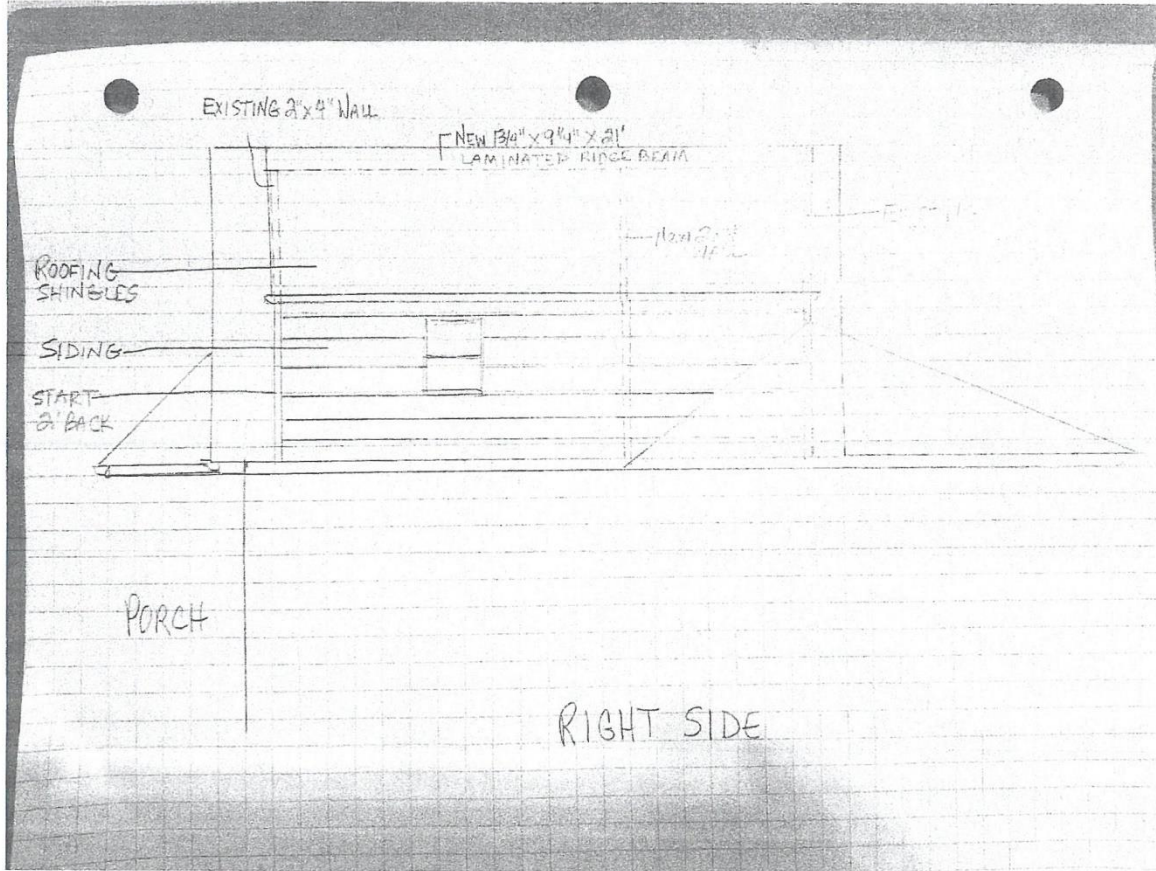 EXISTING 2"x4" WALL
NEW 1 3/4" x 9 1/4" x 21'
LAMINATED RIDGE BEAM
ROOFING
SHINGLES
SIDING
START
2' BACK
PORCH
RIGHT SIDE